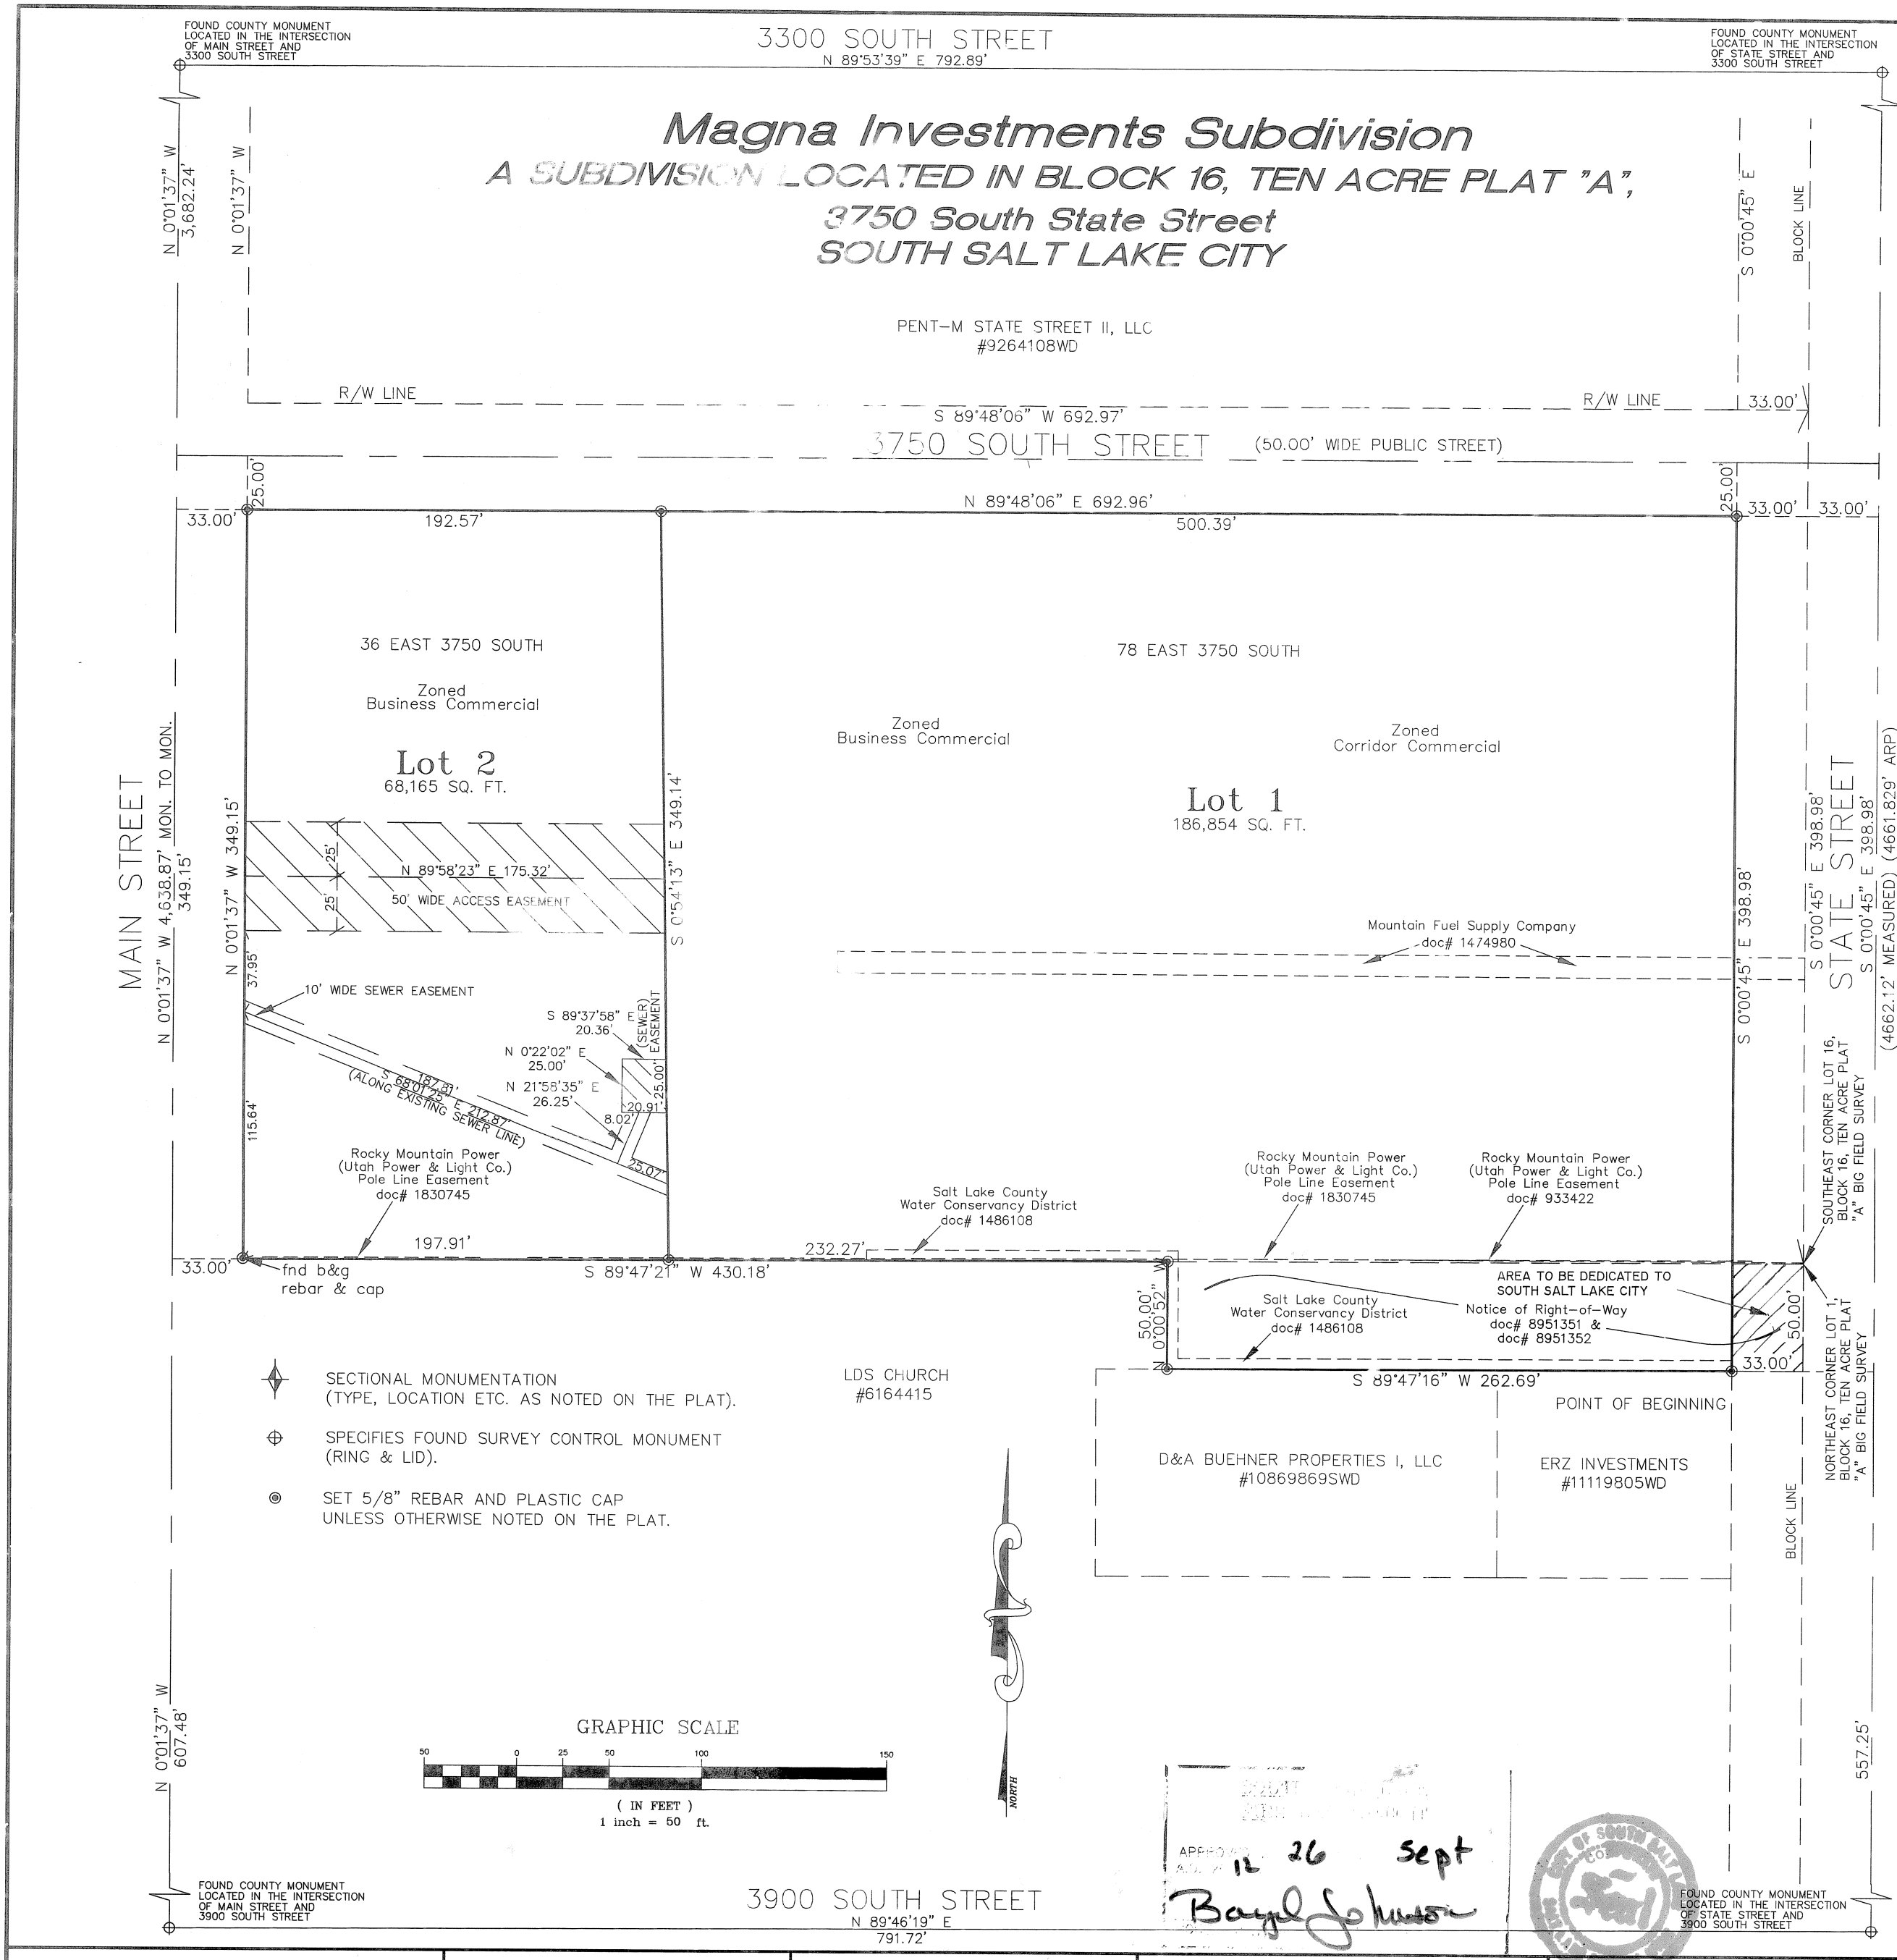 FOUND COUNTY MONUMENT
LOCATED IN THE INTERSECTION
OF MAIN STREET AND
3300 SOUTH STREET
3300 SOUTH STREET
N 89°53'39" E 792.89'
FOUND COUNTY MONUMENT
LOCATED IN THE INTERSECTION
OF STATE STREET AND
3300 SOUTH STREET
Magna Investments Subdivision
A SUBDIVISION LOCATED IN BLOCK 16, TEN ACRE PLAT "A",
3750 South State Street
SOUTH SALT LAKE CITY
N 0°01'37" W
3,682.24'
N 0°01'37" W
S 0°00'45" E
BLOCK LINE
PENT-M STATE STREET II, LLC
#9264108WD
R/W LINE
R/W LINE
33.00'
S 89°48'06" W 692.97'
3750 SOUTH STREET
(50.00' WIDE PUBLIC STREET)
25.00'
25.00'
N 89°48'06" E 692.96'
33.00'
192.57'
500.39'
33.00'
33.00'
36 EAST 3750 SOUTH
78 EAST 3750 SOUTH
Zoned
Business Commercial
Zoned
Business Commercial
Zoned
Corridor Commercial
Lot 2
68,165 SQ. FT.
Lot 1
186,854 SQ. FT.
MAIN STREET
N 0°01'37" W 4,638.87' MON. TO MON.
349.15'
N 0°01'37" W 349.15'
S 0°54'13" E 349.14'
25'
N 89°58'23" E 175.32'
50' WIDE ACCESS EASEMENT
25'
Mountain Fuel Supply Company
doc# 1474980
S 0°00'45" E 398.98'
S 0°00'45" E 398.98'
STATE STREET
S 0°00'45" E 398.98'
(4662.12' MEASURED) (4661.829' ARP)
37.95'
10' WIDE SEWER EASEMENT
S 89°37'58" E
20.36'
(SEWER)
EASEMENT
N 0°22'02" E
25.00'
25.00'
N 21°58'35" E
26.25'
20.91'
8.02'
187.81'
S 68°01'25" E 212.87'
(ALONG EXISTING SEWER LINE)
25.07'
115.64'
Rocky Mountain Power
(Utah Power & Light Co.)
Pole Line Easement
doc# 1830745
Salt Lake County
Water Conservancy District
doc# 1486108
Rocky Mountain Power
(Utah Power & Light Co.)
Pole Line Easement
doc# 1830745
Rocky Mountain Power
(Utah Power & Light Co.)
Pole Line Easement
doc# 933422
SOUTHEAST CORNER LOT 16,
BLOCK 16, TEN ACRE PLAT
"A" BIG FIELD SURVEY
197.91'
232.27'
33.00'
fnd b&g
rebar & cap
S 89°47'21" W 430.18'
50.00'
N 0°00'52" W
Salt Lake County
Water Conservancy District
doc# 1486108
AREA TO BE DEDICATED TO
SOUTH SALT LAKE CITY
Notice of Right-of-Way
doc# 8951351 &
doc# 8951352
50.00'
33.00'
NORTHEAST CORNER LOT 1,
BLOCK 16, TEN ACRE PLAT
"A" BIG FIELD SURVEY
S 89°47'16" W 262.69'
POINT OF BEGINNING
SECTIONAL MONUMENTATION
(TYPE, LOCATION ETC. AS NOTED ON THE PLAT).
SPECIFIES FOUND SURVEY CONTROL MONUMENT
(RING & LID).
SET 5/8" REBAR AND PLASTIC CAP
UNLESS OTHERWISE NOTED ON THE PLAT.
LDS CHURCH
#6164415
D&A BUEHNER PROPERTIES I, LLC
#10869869SWD
ERZ INVESTMENTS
#11119805WD
BLOCK LINE
N 0°01'37" W
607.48'
557.25'
GRAPHIC SCALE
50 0 25 50 100 150
( IN FEET )
1 inch = 50 ft.
NORTH
12 26 Sept
Johnson
CITY OF SOUTH SALT
FOUND COUNTY MONUMENT
LOCATED IN THE INTERSECTION
OF MAIN STREET AND
3900 SOUTH STREET
3900 SOUTH STREET
N 89°46'19" E
791.72'
FOUND COUNTY MONUMENT
LOCATED IN THE INTERSECTION
OF STATE STREET AND
3900 SOUTH STREET